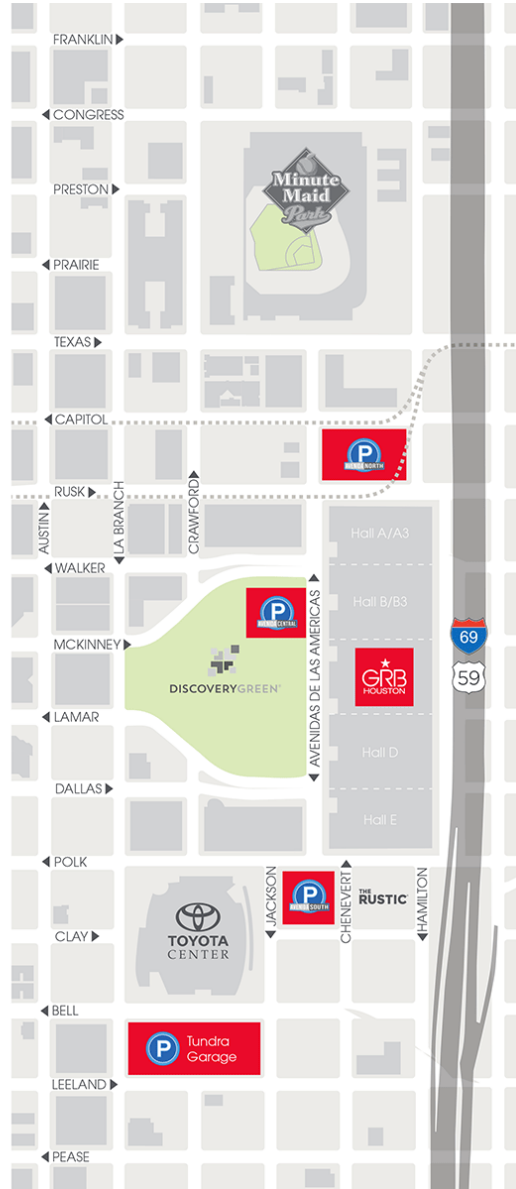 FRANKLIN
CONGRESS
PRESTON
Minute
Maid
Park
PRAIRIE
TEXAS
CAPITOL
P
AVENIDA NORTH
RUSK
AUSTIN
LA BRANCH
CRAWFORD
Hall A/A3
WALKER
Hall B/B3
P
AVENIDA CENTRAL
AVENIDAS DE LAS AMERICAS
MCKINNEY
69
59
GRB
HOUSTON
DISCOVERYGREEN
LAMAR
Hall D
DALLAS
Hall E
POLK
JACKSON
P
AVENIDA SOUTH
CHENEVERT
THE
RUSTIC
HAMILTON
TOYOTA
CENTER
CLAY
BELL
P
Tundra
Garage
LEELAND
PEASE